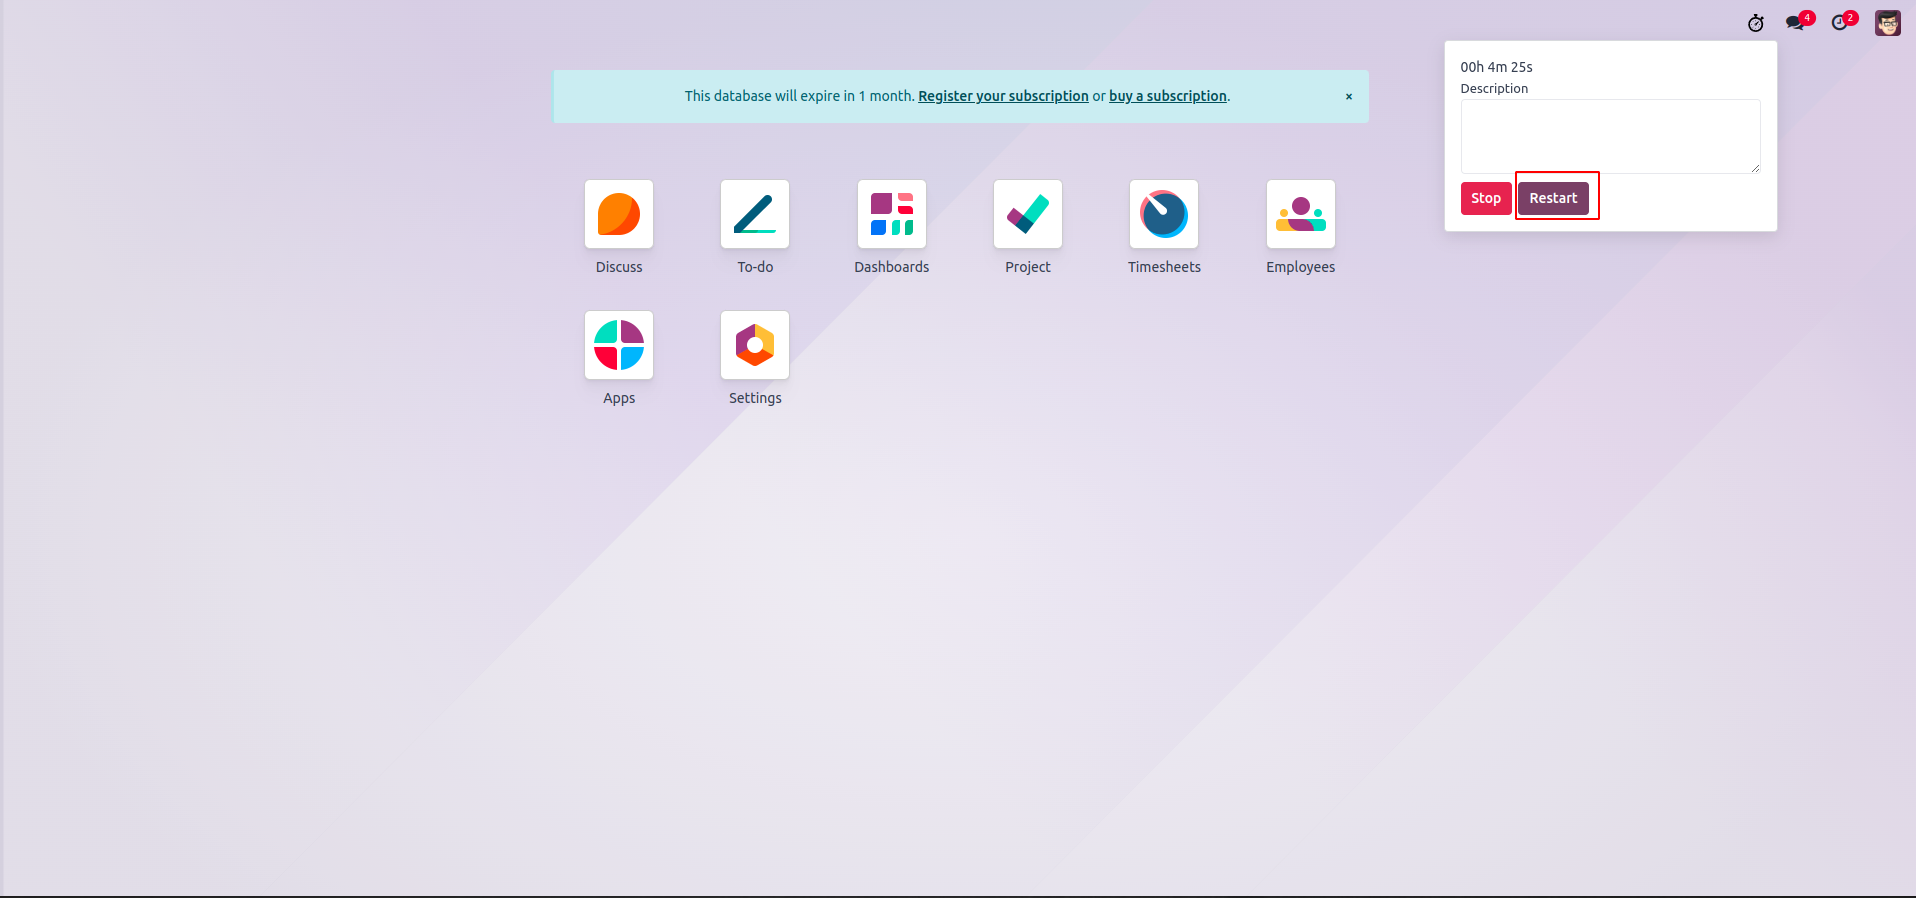 4
2
00h 4m 25s
This database will expire in 1 month. Register your subscription or buy a subscription.
×
Description
Stop
Restart
Discuss
To-do
Dashboards
Project
Timesheets
Employees
Apps
Settings